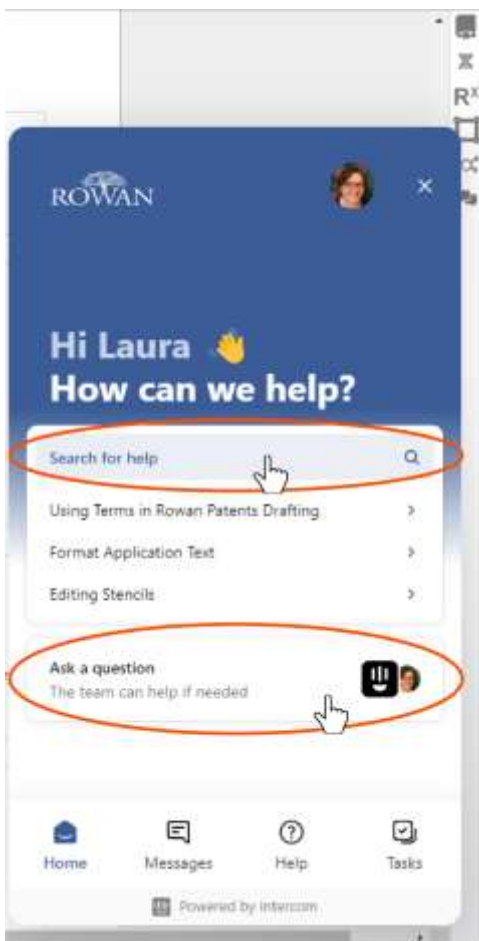 R^X
ROWAN
Hi Laura 👋
How can we help?
Search for help
Using Terms in Rowan Patents Drafting
Format Application Text
Editing Stencils
Ask a question
The team can help if needed
Home Messages Help Tasks
Powered by Intercom